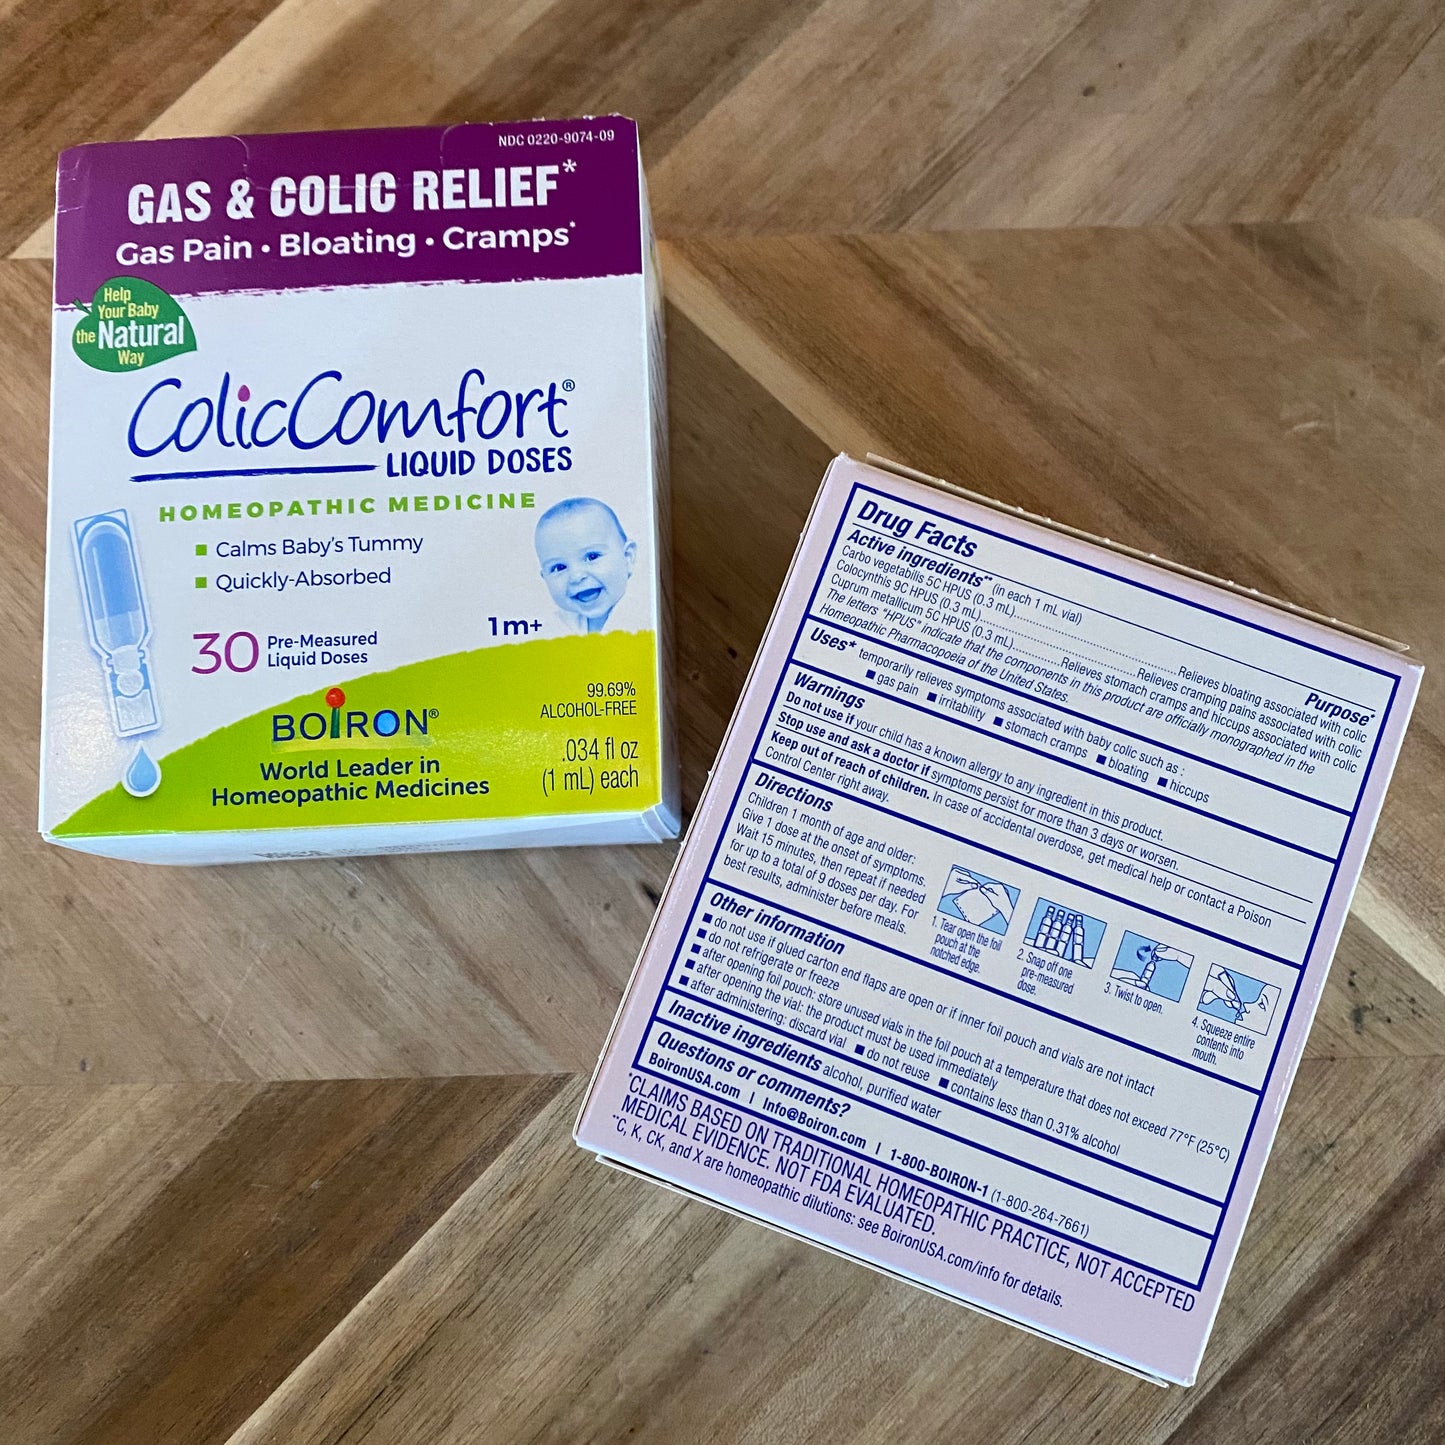 NDC 0220-9074-09
GAS & COLIC RELIEF*
Gas Pain • Bloating • Cramps*
Help
Your Baby
the Natural
Way
ColicComfort®
LIQUID DOSES
HOMEOPATHIC MEDICINE
■ Calms Baby's Tummy
■ Quickly-Absorbed
1m+
30 Pre-Measured
Liquid Doses
99.69%
ALCOHOL-FREE
BOIRON®
.034 fl oz
(1 mL) each
World Leader in
Homeopathic Medicines
Drug Facts
Active ingredients** (in each 1 mL vial)
Purpose*
Carbo vegetabilis 5C HPUS (0.3 mL)..............................Relieves bloating associated with colic
Colocynthis 9C HPUS (0.3 mL)..............................Relieves cramping pains associated with colic
Cuprum metallicum 5C HPUS (0.3 mL)............Relieves stomach cramps and hiccups associated with colic
The letters "HPUS" indicate that the components in this product are officially monographed in the
Homeopathic Pharmacopoeia of the United States.
Uses* temporarily relieves symptoms associated with baby colic such as :
■ gas pain ■ irritability ■ stomach cramps ■ bloating ■ hiccups
Warnings
Do not use if your child has a known allergy to any ingredient in this product.
Stop use and ask a doctor if symptoms persist for more than 3 days or worsen.
Keep out of reach of children. In case of accidental overdose, get medical help or contact a Poison
Control Center right away.
Directions
Children 1 month of age and older:
Give 1 dose at the onset of symptoms.
Wait 15 minutes, then repeat if needed
for up to a total of 9 doses per day. For
best results, administer before meals.
1. Tear open the foil
pouch at the
notched edge.
2. Snap off one
pre-measured
dose.
3. Twist to open.
4. Squeeze entire
contents into
mouth.
Other information
■ do not use if glued carton end flaps are open or if inner foil pouch and vials are not intact
■ do not refrigerate or freeze
■ after opening foil pouch: store unused vials in the foil pouch at a temperature that does not exceed 77°F (25°C)
■ after opening the vial: the product must be used immediately
■ after administering: discard vial ■ do not reuse ■ contains less than 0.31% alcohol
Inactive ingredients alcohol, purified water
Questions or comments?
BoironUSA.com | Info@Boiron.com | 1-800-BOIRON-1 (1-800-264-7661)
*CLAIMS BASED ON TRADITIONAL HOMEOPATHIC PRACTICE, NOT ACCEPTED
MEDICAL EVIDENCE. NOT FDA EVALUATED.
**C, K, CK, and X are homeopathic dilutions: see BoironUSA.com/info for details.